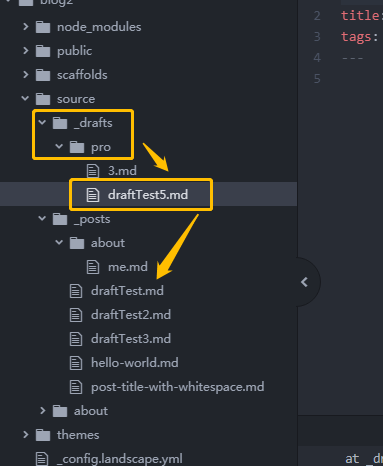 blog2
node_modules
public
scaffolds
source
_drafts
pro
3.md
draftTest5.md
_posts
about
me.md
draftTest.md
draftTest2.md
draftTest3.md
hello-world.md
post-title-with-whitespace.md
about
themes
_config.landscape.yml
2 title:
3 tags:
4 ---
5
at _dr